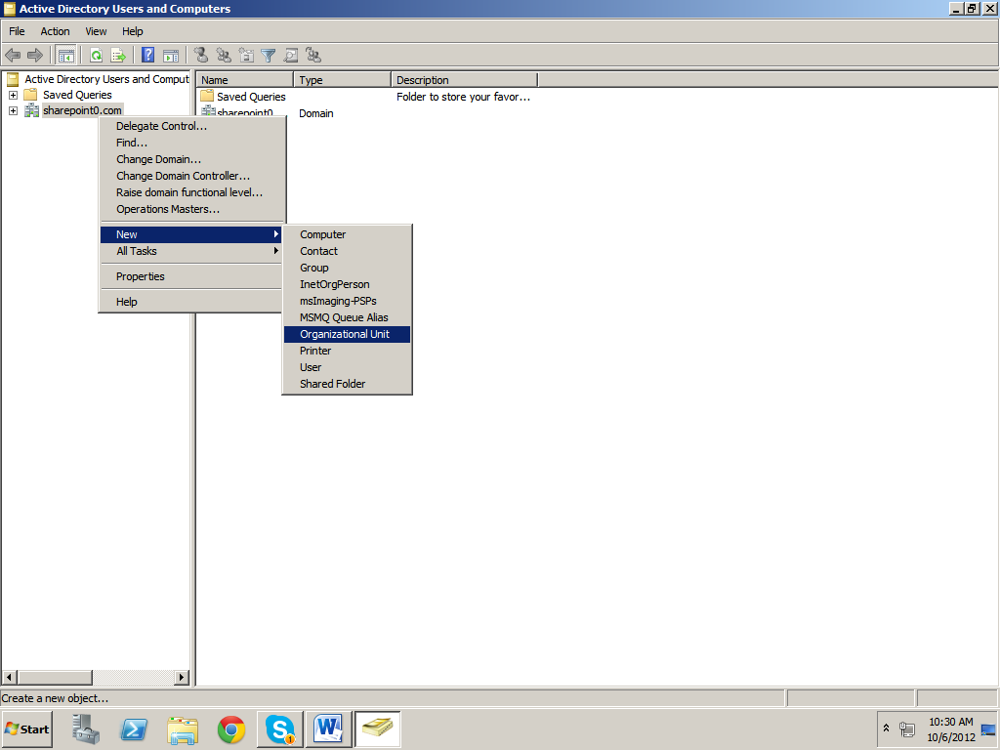 Active Directory Users and Computers
File Action View Help
Active Directory Users and Comput
Saved Queries
sharepoint0.com
Name Type Description
Saved Queries Folder to store your favor...
sharepoint0 Domain
Delegate Control...
Find...
Change Domain...
Change Domain Controller...
Raise domain functional level...
Operations Masters...
New
All Tasks
Properties
Help
Computer
Contact
Group
InetOrgPerson
msImaging-PSPs
MSMQ Queue Alias
Organizational Unit
Printer
User
Shared Folder
Create a new object...
Start
1
10:30 AM
10/6/2012